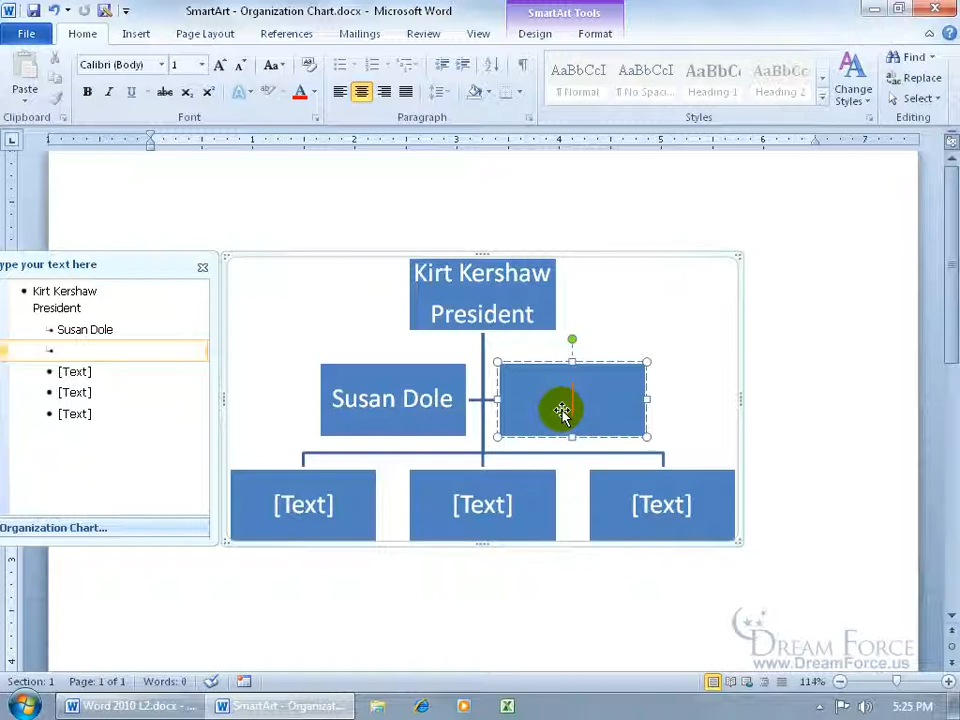 SmartArt - Organization Chart.docx - Microsoft Word
SmartArt Tools
File Home Insert Page Layout References Mailings Review View Design Format
Paste
Calibri (Body) 1
AaBbCcI AaBbCcI AaBbC AaBbCcI
¶ Normal ¶ No Spaci... Heading 1 Heading 2
Change
Styles
Find
Replace
Select
Clipboard Font Paragraph Styles Editing
ype your text here
Kirt Kershaw
President
Susan Dole
[Text]
[Text]
[Text]
Organization Chart...
Kirt Kershaw
President
Susan Dole
[Text] [Text] [Text]
DREAM FORCE
www.DreamForce.us
Section: 1 Page: 1 of 1 Words: 0 114%
Word 2010 L2.docx - ... SmartArt - Organizat... 5:25 PM